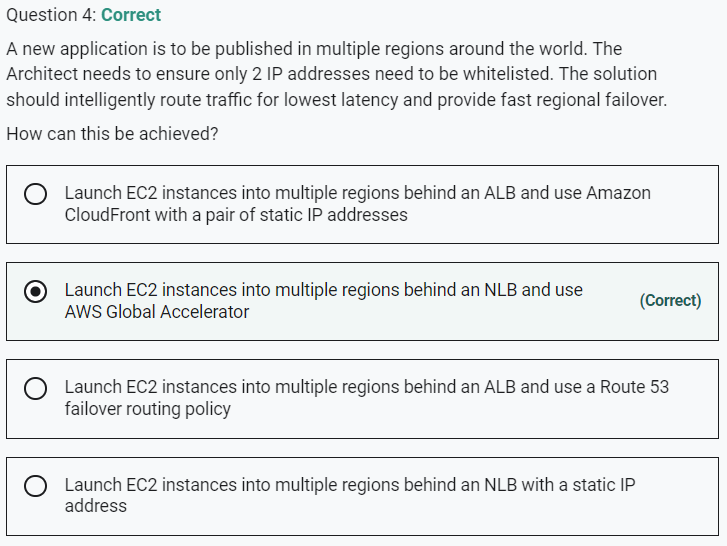 Question 4: Correct
A new application is to be published in multiple regions around the world. The
Architect needs to ensure only 2 IP addresses need to be whitelisted. The solution
should intelligently route traffic for lowest latency and provide fast regional failover.
How can this be achieved?
Launch EC2 instances into multiple regions behind an ALB and use Amazon
CloudFront with a pair of static IP addresses
Launch EC2 instances into multiple regions behind an NLB and use
AWS Global Accelerator
(Correct)
Launch EC2 instances into multiple regions behind an ALB and use a Route 53
failover routing policy
Launch EC2 instances into multiple regions behind an NLB with a static IP
address